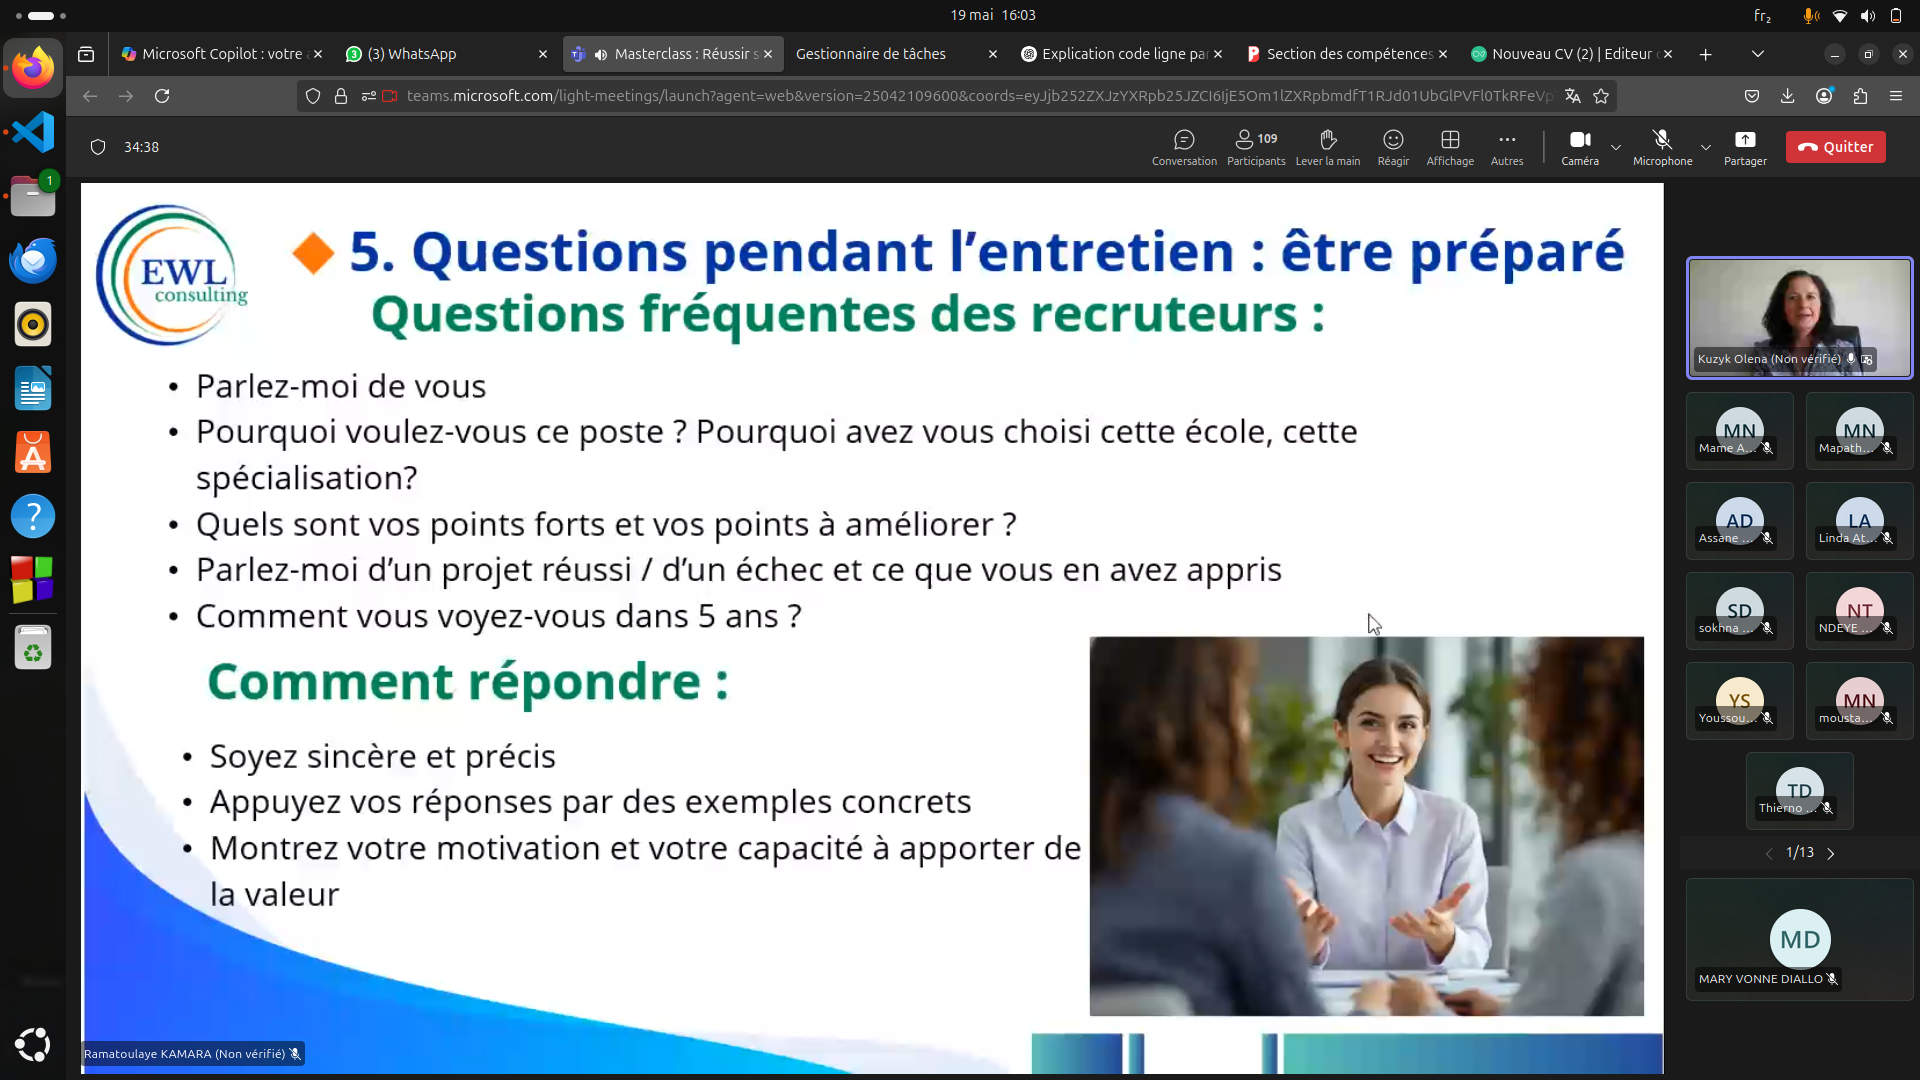 19 mai 16:03
fr₂
Microsoft Copilot : votre
(3) WhatsApp
Masterclass : Réussir s
Gestionnaire de tâches
Explication code ligne pa
Section des compétences
Nouveau CV (2) | Editeur
teams.microsoft.com/light-meetings/launch?agent=web&version=25042109600&coords=
34:38
Conversation
109
Participants
Lever la main
Réagir
Affichage
Autres
Caméra
Microphone
Partager
Quitter
EWL
consulting
5. Questions pendant l’entretien : être préparé
Questions fréquentes des recruteurs :
• Parlez-moi de vous
• Pourquoi voulez-vous ce poste ? Pourquoi avez vous choisi cette école, cette
spécialisation?
• Quels sont vos points forts et vos points à améliorer ?
• Parlez-moi d’un projet réussi / d’un échec et ce que vous en avez appris
• Comment vous voyez-vous dans 5 ans ?
Comment répondre :
• Soyez sincère et précis
• Appuyez vos réponses par des exemples concrets
• Montrez votre motivation et votre capacité à apporter de
la valeur
Ramatoulaye KAMARA (Non vérifié)
Kuzyk Olena (Non vérifié)
MN
Mame A...
MN
Mapath...
AD
Assane ...
LA
Linda At...
SD
sokhna ...
NT
NDEYE ...
YS
Youssou...
MN
mousta...
TD
Thierno ...
1/13
MD
MARY VONNE DIALLO
1